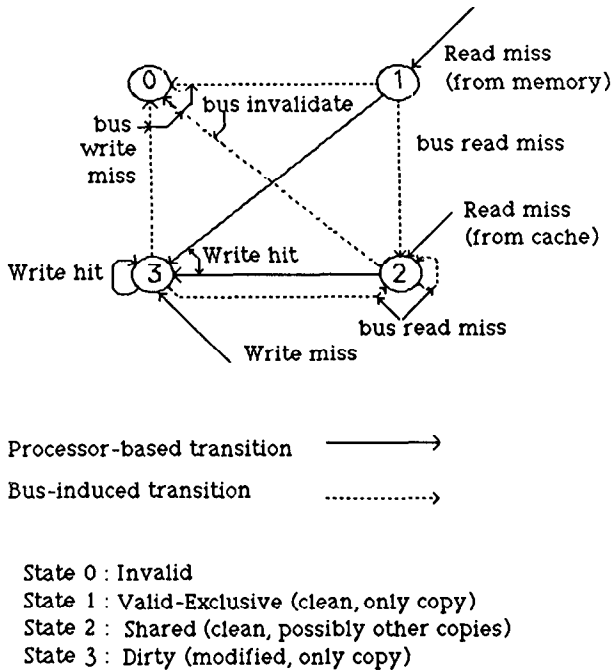 0
1
Read miss
(from memory)
bus invalidate
bus
write
miss
bus read miss
Read miss
(from cache)
Write hit
Write hit
3
2
bus read miss
Write miss
Processor-based transition
Bus-induced transition
State 0 : Invalid
State 1 : Valid-Exclusive (clean, only copy)
State 2 : Shared (clean, possibly other copies)
State 3 : Dirty (modified, only copy)